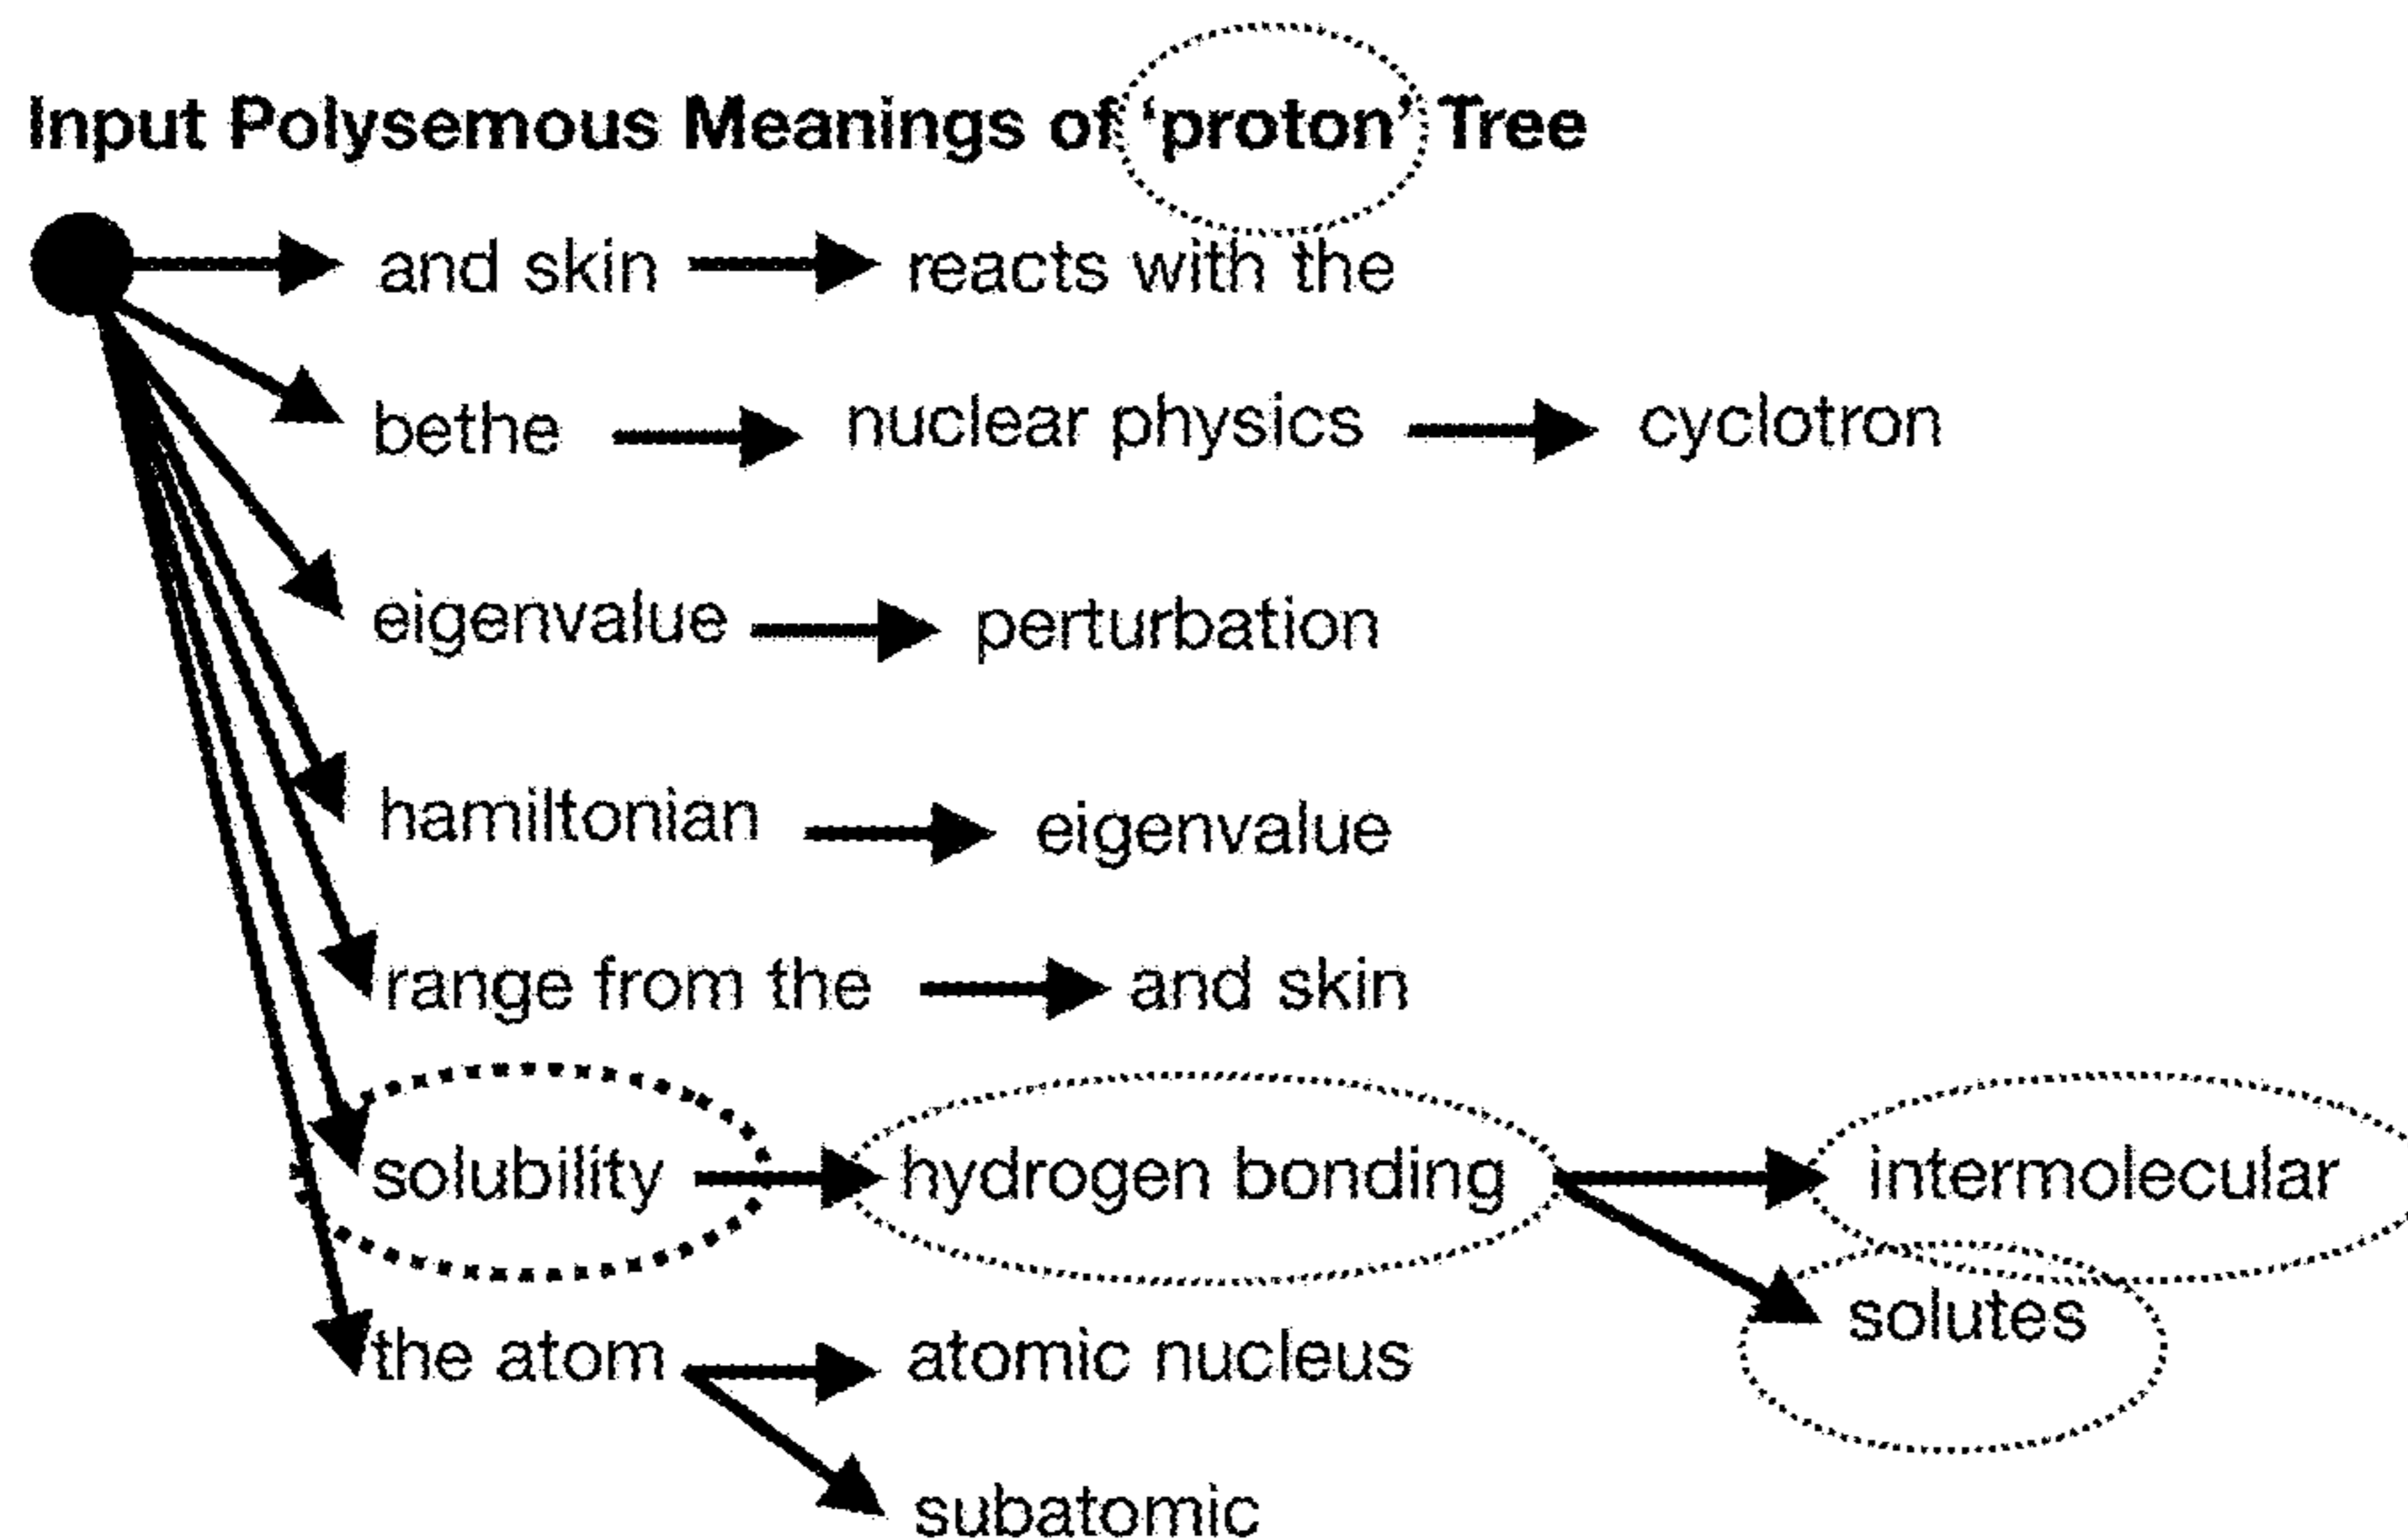 Input Polysemous Meanings of ‘proton’ Tree
and skin reacts with the
bethe nuclear physics cyclotron
eigenvalue perturbation
hamiltonian eigenvalue
range from the and skin
solubility hydrogen bonding intermolecular
solutes
the atom atomic nucleus
subatomic